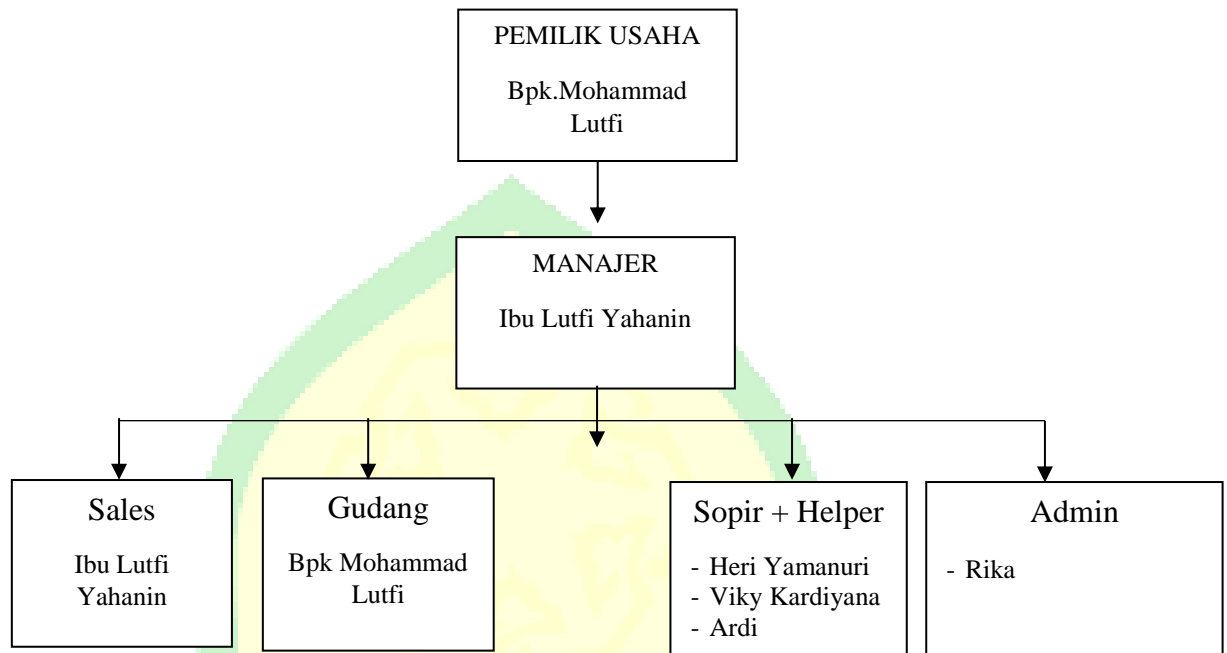 PEMILIK USAHA
Bpk.Mohammad
Lutfi
MANAJER
Ibu Lutfi Yahanin
Sales
Ibu Lutfi
Yahanin
Gudang
Bpk Mohammad
Lutfi
Sopir + Helper
- Heri Yamanuri
- Viky Kardiyana
- Ardi
Admin
- Rika